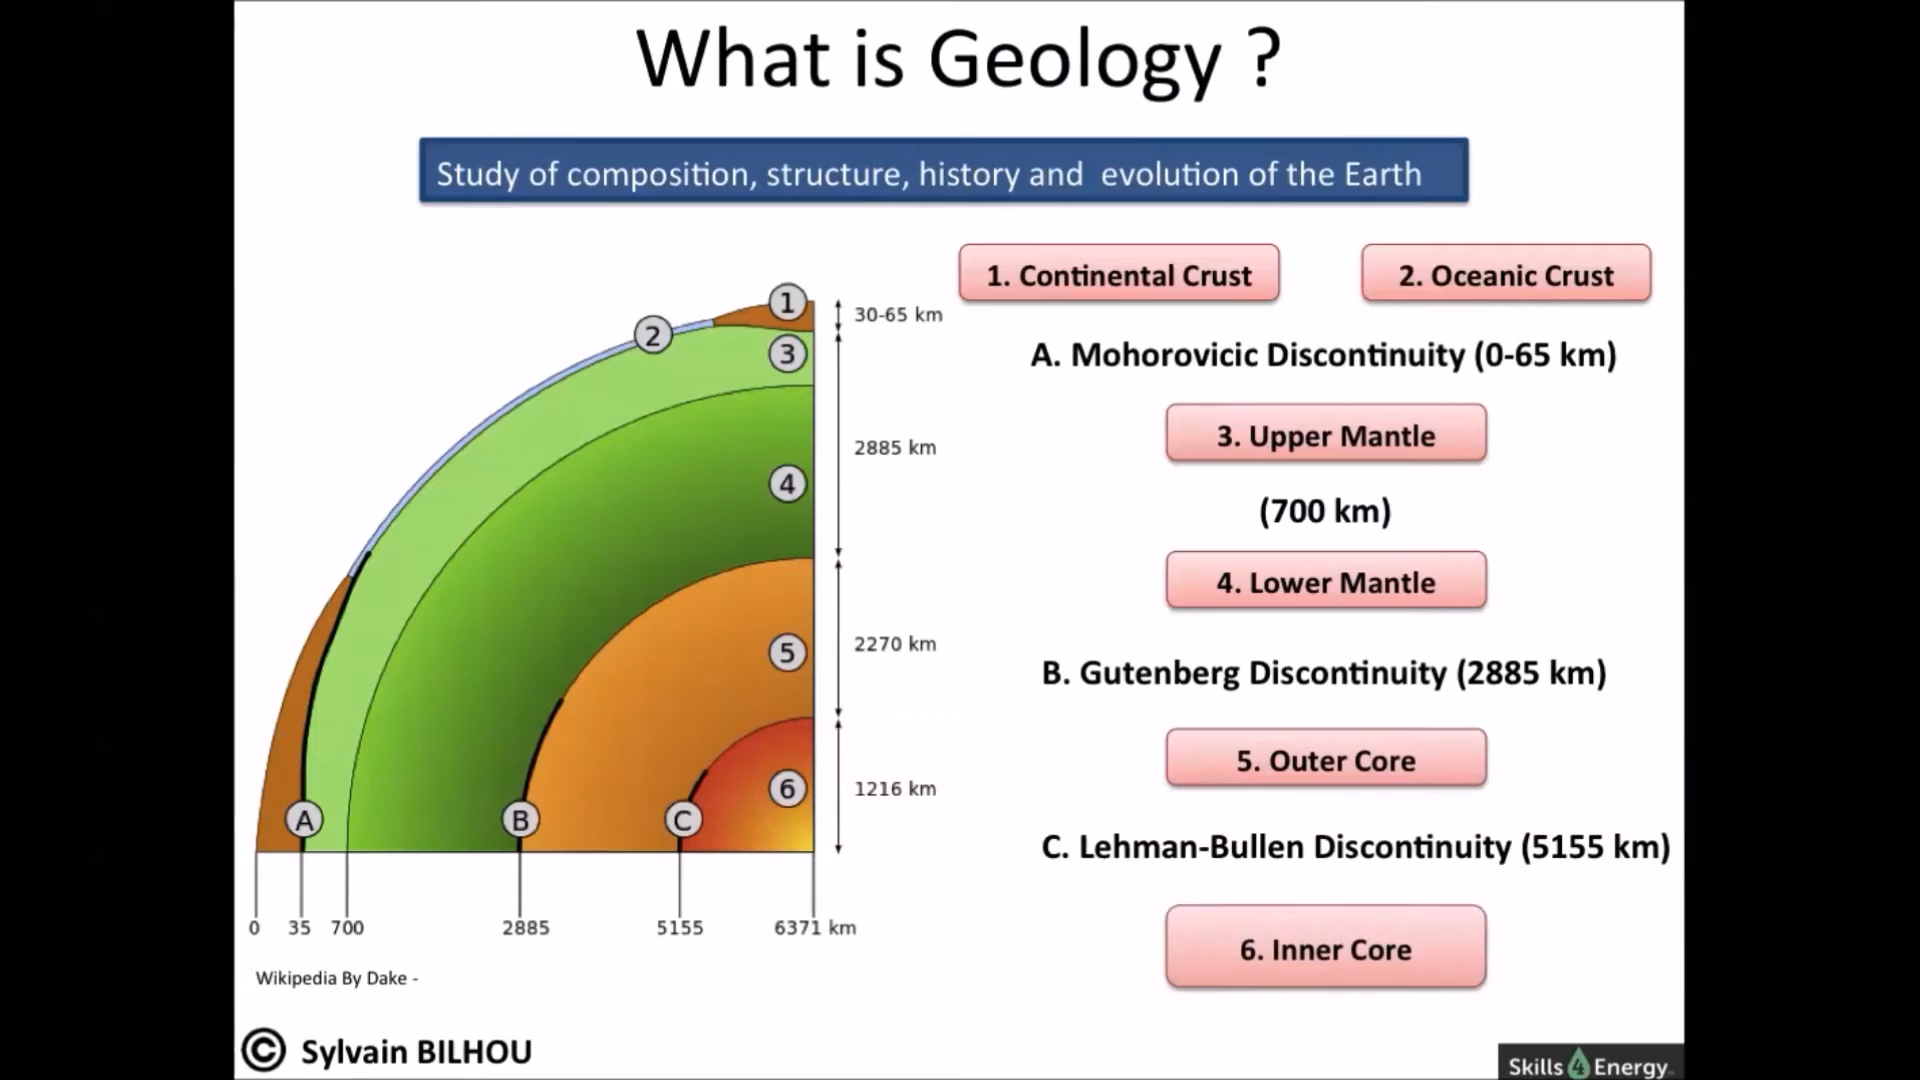 What is Geology ?
Study of composition, structure, history and evolution of the Earth
1. Continental Crust
2. Oceanic Crust
A. Mohorovicic Discontinuity (0-65 km)
3. Upper Mantle
(700 km)
4. Lower Mantle
B. Gutenberg Discontinuity (2885 km)
5. Outer Core
C. Lehman-Bullen Discontinuity (5155 km)
6. Inner Core
1
2
3
4
5
6
A
B
C
30-65 km
2885 km
2270 km
1216 km
0 35 700 2885 5155 6371 km
Wikipedia By Dake -
© Sylvain BILHOU
Skills 4 Energy